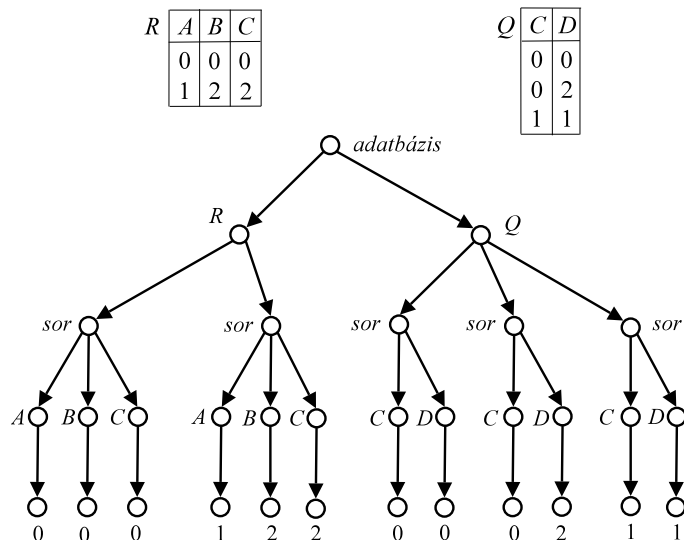 R A B C
0 0 0
1 2 2
Q C D
0 0
0 2
1 1
adatbázis
R Q
sor sor sor sor sor
A B C A B C C D C D C D
0 0 0 1 2 2 0 0 0 2 1 1